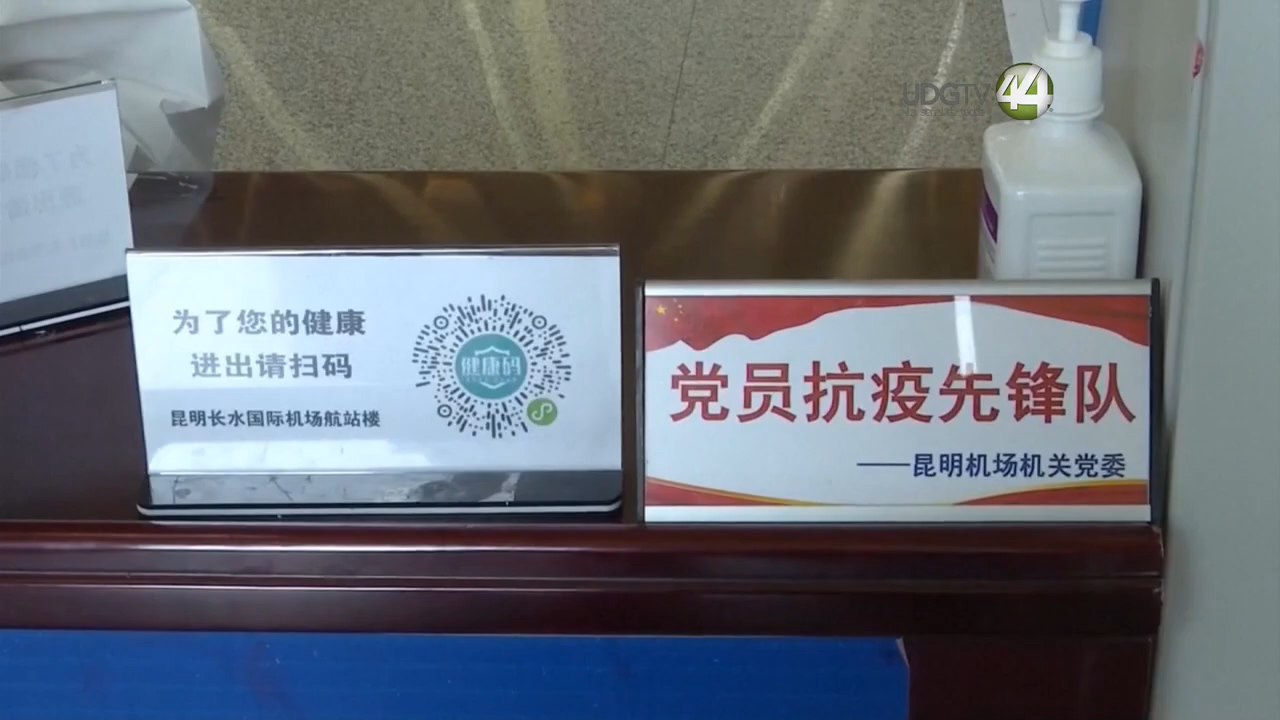 UDGTV 44
为了您的健康
进出请扫码
昆明长水国际机场航站楼
健康码
党员抗疫先锋队
——昆明机场机关党委